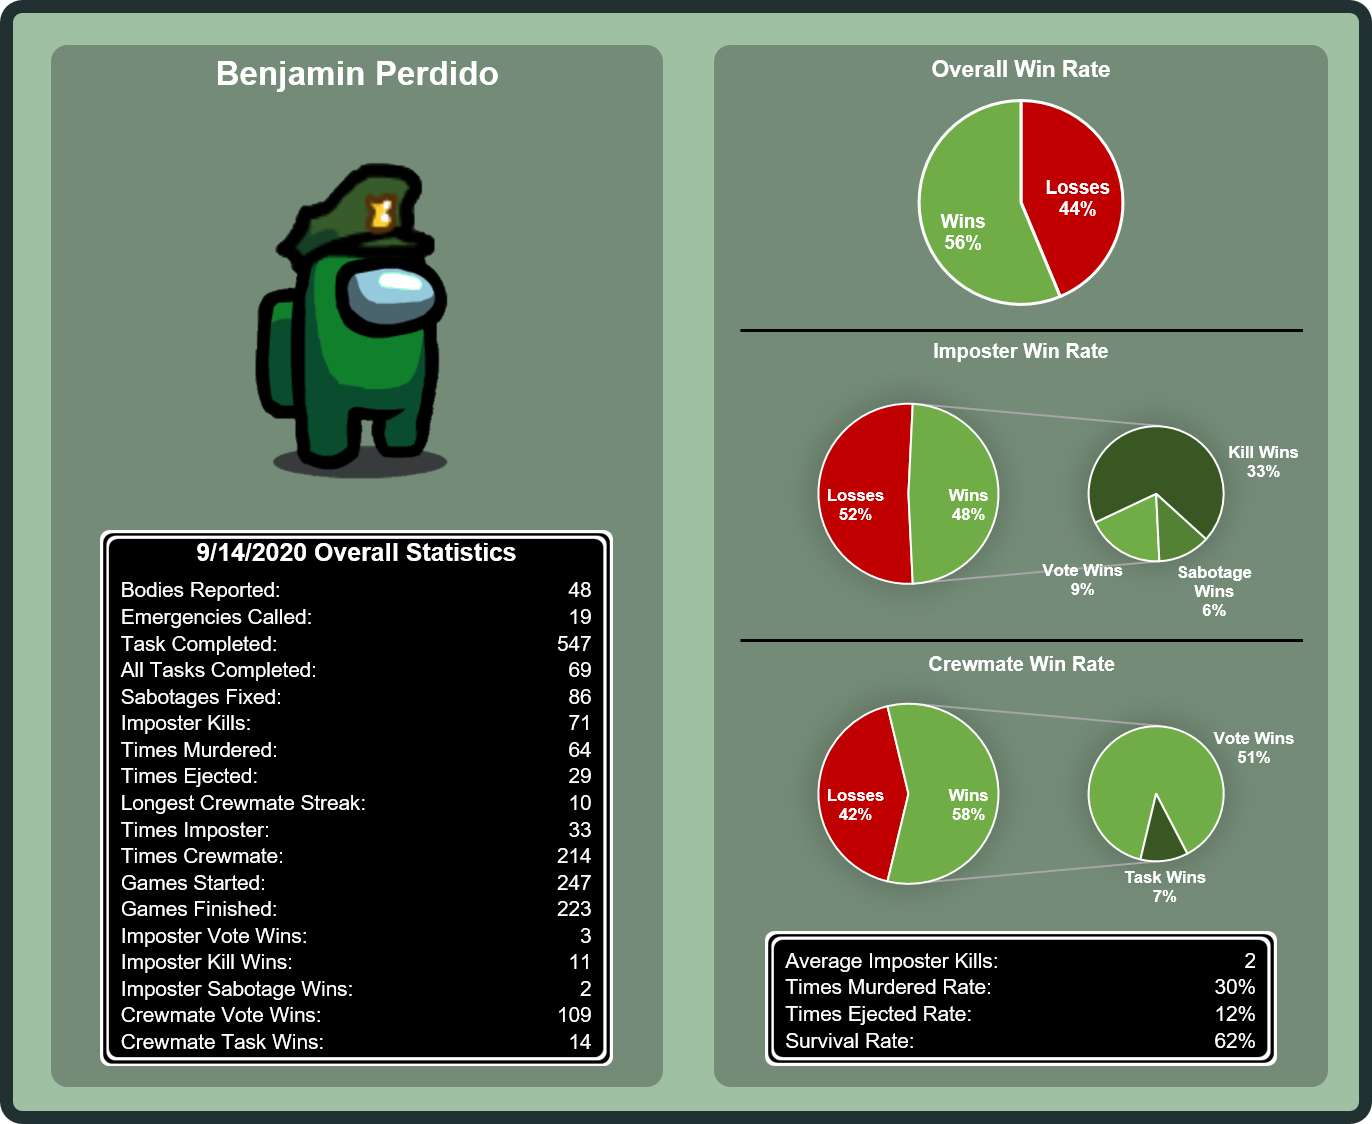 Benjamin Perdido
9/14/2020 Overall Statistics
Bodies Reported: 48
Emergencies Called: 19
Task Completed: 547
All Tasks Completed: 69
Sabotages Fixed: 86
Imposter Kills: 71
Times Murdered: 64
Times Ejected: 29
Longest Crewmate Streak: 10
Times Imposter: 33
Times Crewmate: 214
Games Started: 247
Games Finished: 223
Imposter Vote Wins: 3
Imposter Kill Wins: 11
Imposter Sabotage Wins: 2
Crewmate Vote Wins: 109
Crewmate Task Wins: 14
Overall Win Rate
Losses
44%
Wins
56%
Imposter Win Rate
Losses
52%
Wins
48%
Kill Wins
33%
Vote Wins
9%
Sabotage
Wins
6%
Crewmate Win Rate
Losses
42%
Wins
58%
Vote Wins
51%
Task Wins
7%
Average Imposter Kills: 2
Times Murdered Rate: 30%
Times Ejected Rate: 12%
Survival Rate: 62%